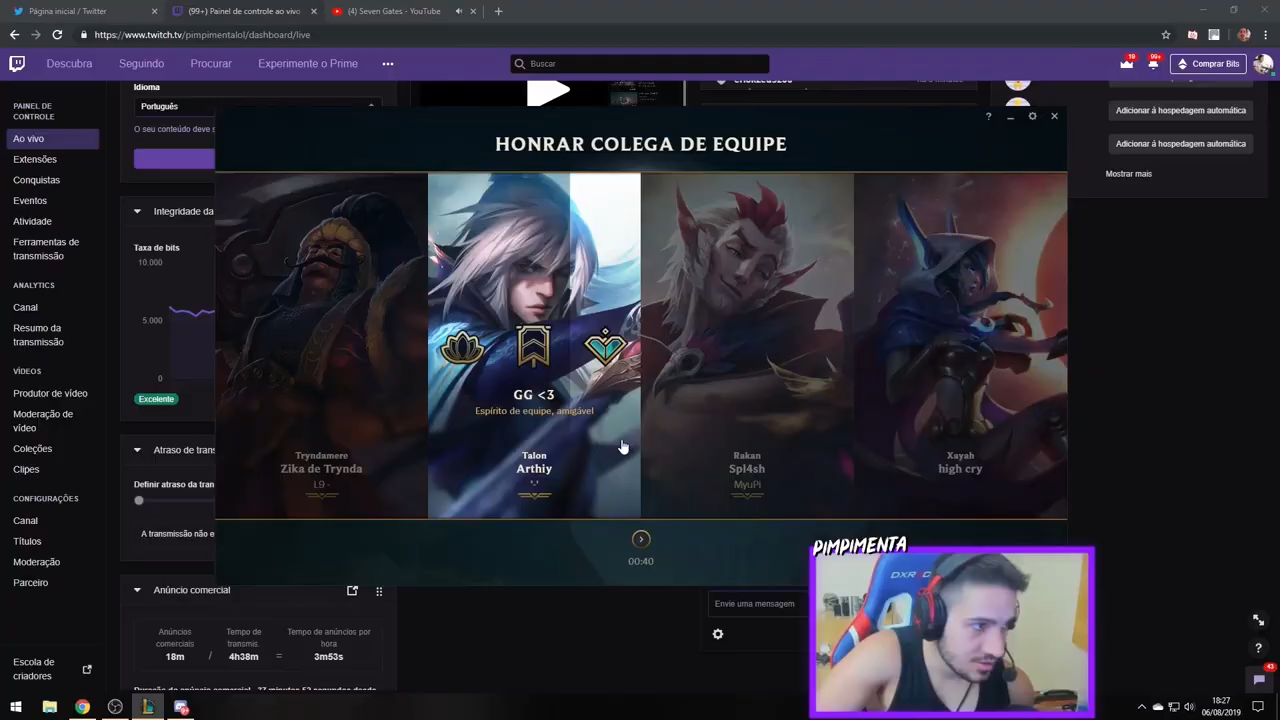 Página inicial / Twitter
(99+) Painel de controle ao vivo
(4) Seven Gates - YouTube
https://www.twitch.tv/pimpimentalol/dashboard/live
Descubra
Seguindo
Procurar
Experimente o Prime
Buscar
19
99+
Comprar Bits
PAINEL DE
CONTROLE
Ao vivo
Extensões
Conquistas
Eventos
Atividade
Ferramentas de
transmissão
ANALYTICS
Canal
Resumo da
transmissão
VÍDEOS
Produtor de vídeo
Moderação de
vídeo
Coleções
Clipes
CONFIGURAÇÕES
Canal
Títulos
Moderação
Parceiro
Escola de
criadores
Idioma
Português
O seu conteúdo deve s
Integridade da
Taxa de bits
10.000
5.000
0
Excelente
Atraso de trans
Definir atraso da transm
A transmissão não e
Anúncio comercial
Anúncios
comerciais
18m
/
Tempo de
transmis.
4h38m
=
Tempo de anúncios por
hora
3m53s
Adicionar à hospedagem automática
Adicionar à hospedagem automática
Mostrar mais
HONRAR COLEGA DE EQUIPE
Tryndamere
Zika de Trynda
L9 -
GG <3
Espírito de equipe, amigável
Talon
Arthiy
Rakan
Spl4sh
MyuPi
Xayah
high cry
00:40
PIMPIMENTA
DXRACER
Envie uma mensagem
43
18:27
06/08/2019